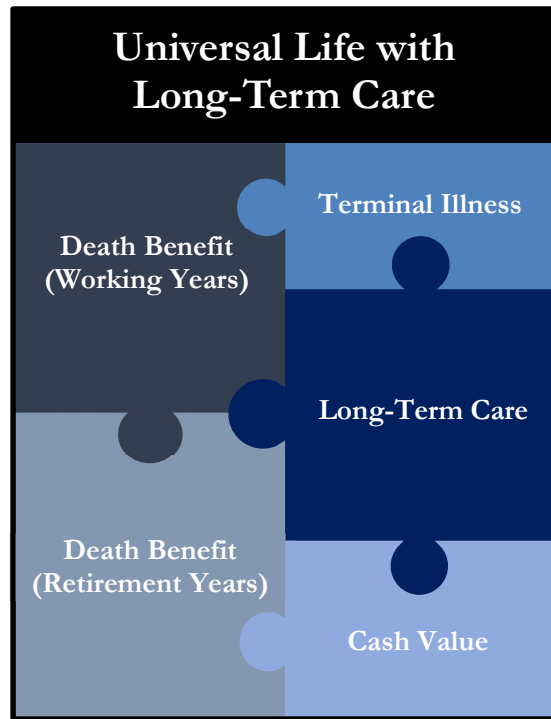 Universal Life with
Long-Term Care
Death Benefit
(Working Years)
Terminal Illness
Long-Term Care
Death Benefit
(Retirement Years)
Cash Value